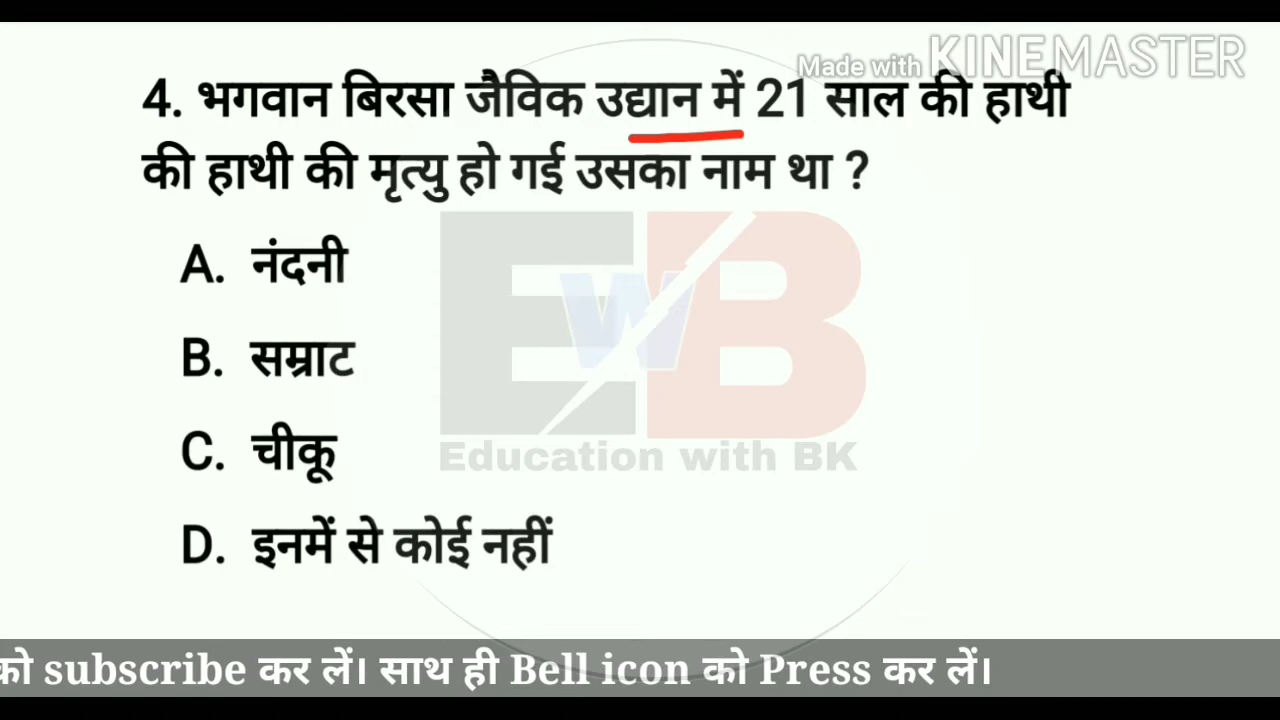 Made with KINEMASTER
4. भगवान बिरसा जैविक उद्यान में 21 साल की हाथी
की हाथी की मृत्यु हो गई उसका नाम था ?
A. नंदनी
B. सम्राट
C. चीकू
D. इनमें से कोई नहीं
EWB
Education with BK
को subscribe कर लें। साथ ही Bell icon को Press कर लें।